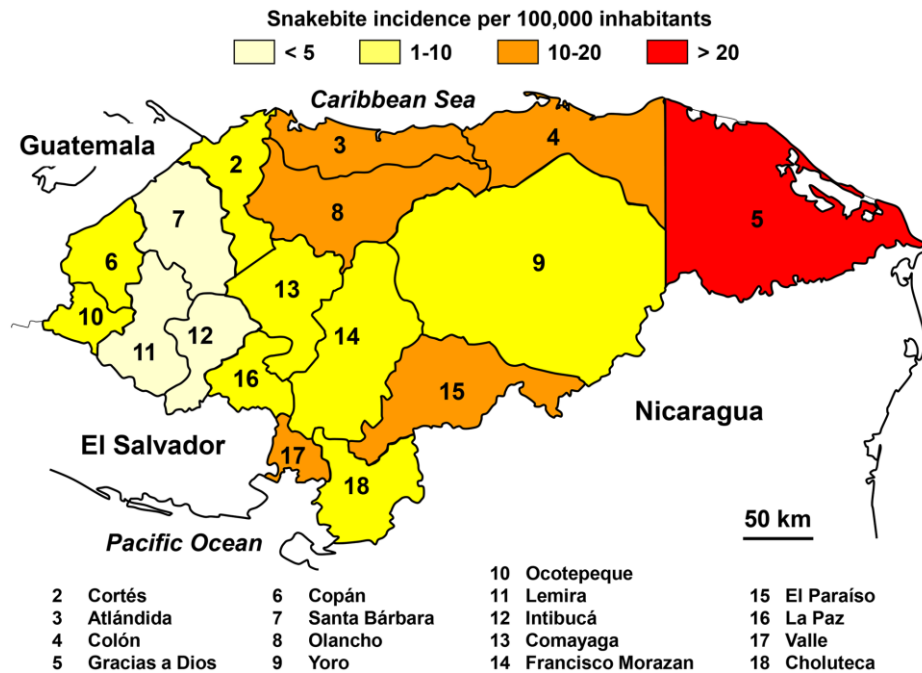 Snakebite incidence per 100,000 inhabitants
< 5 1-10 10-20 > 20
Caribbean Sea
Guatemala
2
3
4
7
8
5
6
9
13
10
12
14
11
16
15
Nicaragua
El Salvador
17
18
50 km
Pacific Ocean
2 Cortés
3 Atlándida
4 Colón
5 Gracias a Dios
6 Copán
7 Santa Bárbara
8 Olancho
9 Yoro
10 Ocotepeque
11 Lemira
12 Intibucá
13 Comayaga
14 Francisco Morazan
15 El Paraíso
16 La Paz
17 Valle
18 Choluteca